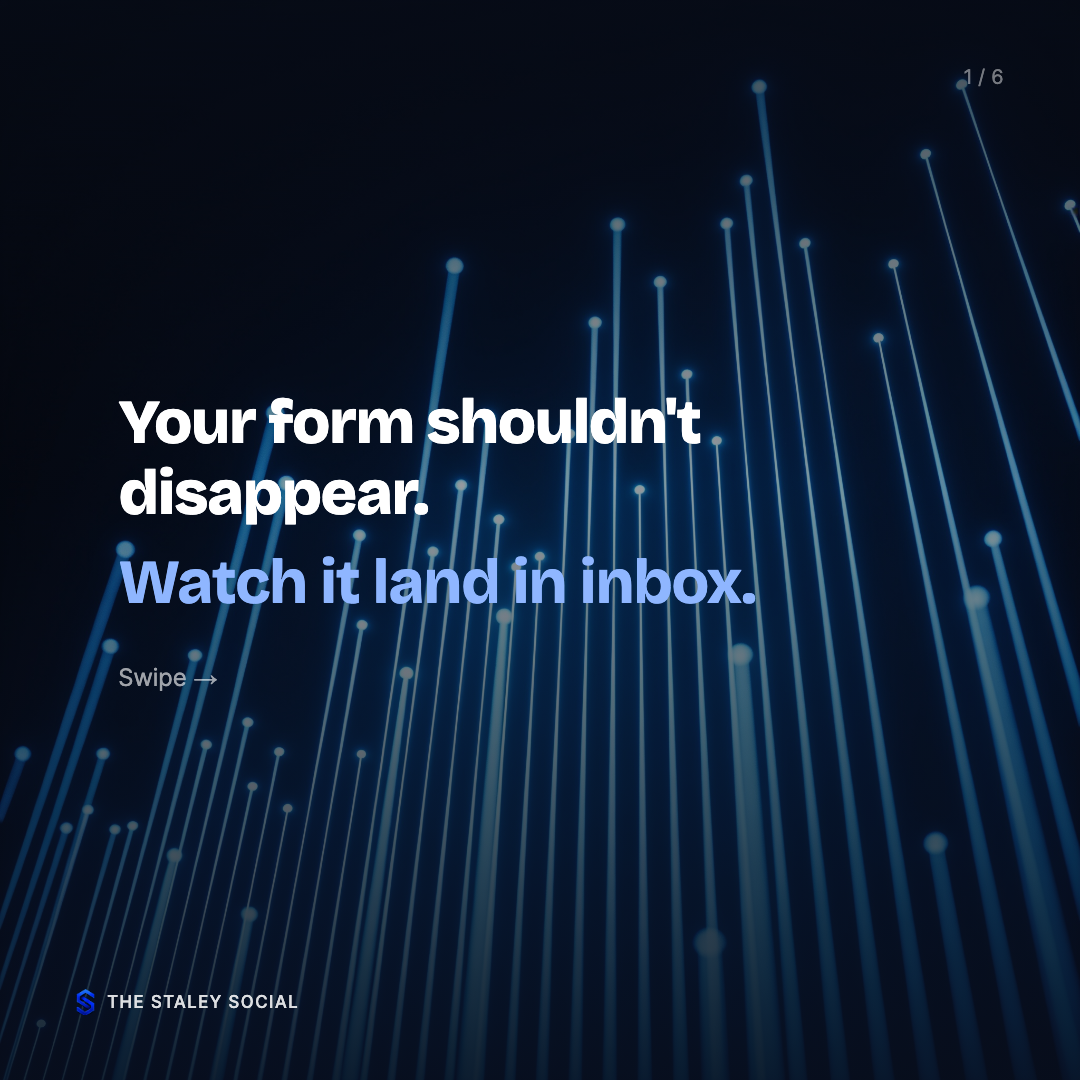 1 / 6
Your form shouldn't
disappear.
Watch it land in inbox.
Swipe →
THE STALEY SOCIAL